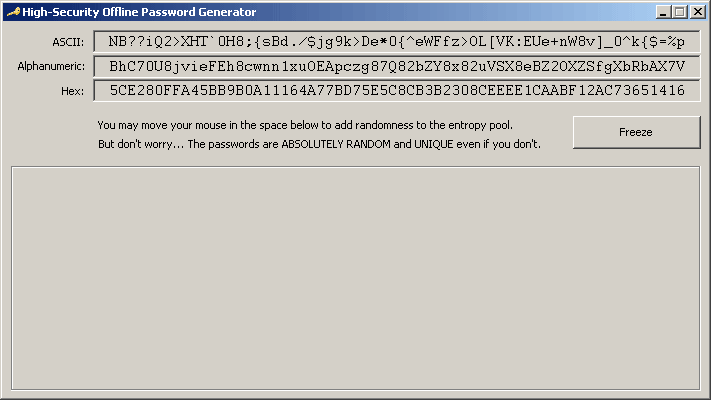 High-Security Offline Password Generator
ASCII: NB??iQ2>XHT`0H8;{sBd./$jg9k>De*0{^eWFfz>OL[VK:EUe+nW8v]_0^k{$=%p
Alphanumeric: BhC70U8jvieFEh8cwnn1xuOEApczg87Q82bZY8x82uVSX8eBZ2OXZSfgXbRbAX7V
Hex: 5CE280FFA45BB9B0A11164A77BD75E5C8CB3B2308CEEEE1CAABF12AC73651416
You may move your mouse in the space below to add randomness to the entropy pool.
But don't worry... The passwords are ABSOLUTELY RANDOM and UNIQUE even if you don't.
Freeze